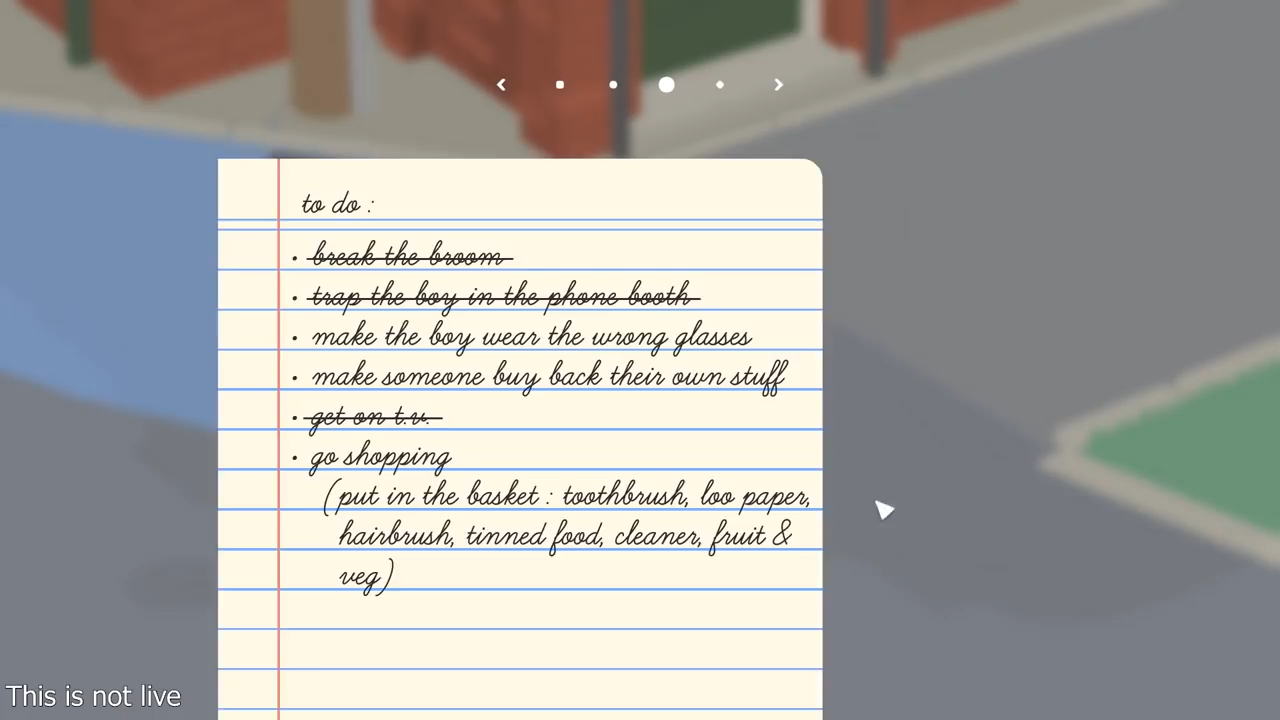 to do :
• break the broom
• trap the boy in the phone booth
• make the boy wear the wrong glasses
• make someone buy back their own stuff
• get on t.v.
• go shopping
(put in the basket : toothbrush, loo paper,
hairbrush, tinned food, cleaner, fruit &
veg)
This is not live